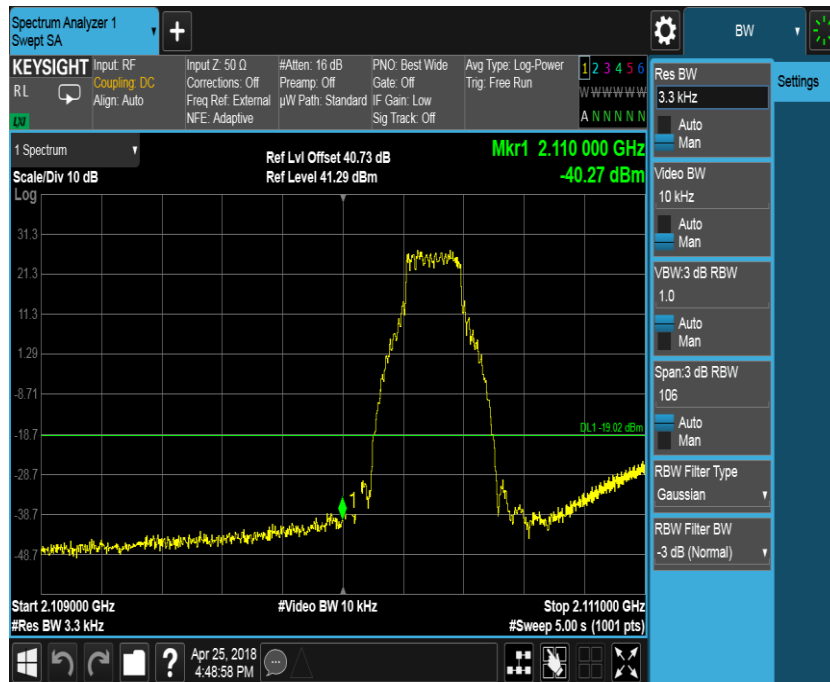 Spectrum Analyzer 1
Swept SA
+
BW
KEYSIGHT
RL
LXI
Input: RF
Coupling: DC
Align: Auto
Input Z: 50 Ω
Corrections: Off
Freq Ref: External
NFE: Adaptive
#Atten: 16 dB
Preamp: Off
µW Path: Standard
PNO: Best Wide
Gate: Off
IF Gain: Low
Sig Track: Off
Avg Type: Log-Power
Trig: Free Run
1 2 3 4 5 6
W W W W W W
A N N N N N
1 Spectrum
Scale/Div 10 dB
Ref Lvl Offset 40.73 dB
Ref Level 41.29 dBm
Mkr1 2.110 000 GHz
-40.27 dBm
Log
31.3
21.3
11.3
1.29
-8.71
-18.7
-28.7
-38.7
-48.7
DL1 -19.02 dBm
1
Start 2.109000 GHz
#Video BW 10 kHz
Stop 2.111000 GHz
#Res BW 3.3 kHz
#Sweep 5.00 s (1001 pts)
Res BW
3.3 kHz
Auto
Man
Video BW
10 kHz
Auto
Man
VBW:3 dB RBW
1.0
Auto
Man
Span:3 dB RBW
106
Auto
Man
RBW Filter Type
Gaussian
RBW Filter BW
-3 dB (Normal)
Settings
?
Apr 25, 2018
4:48:58 PM